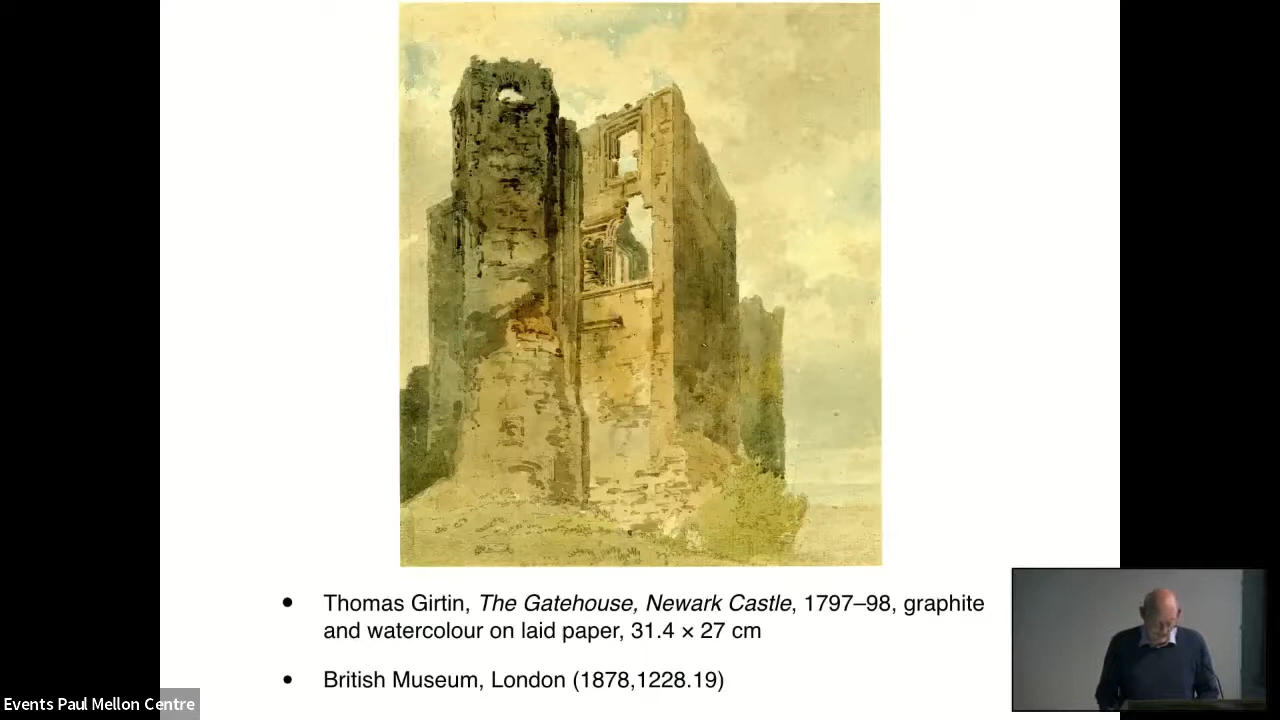 • Thomas Girtin, The Gatehouse, Newark Castle, 1797–98, graphite
and watercolour on laid paper, 31.4 × 27 cm
• British Museum, London (1878,1228.19)
Events Paul Mellon Centre